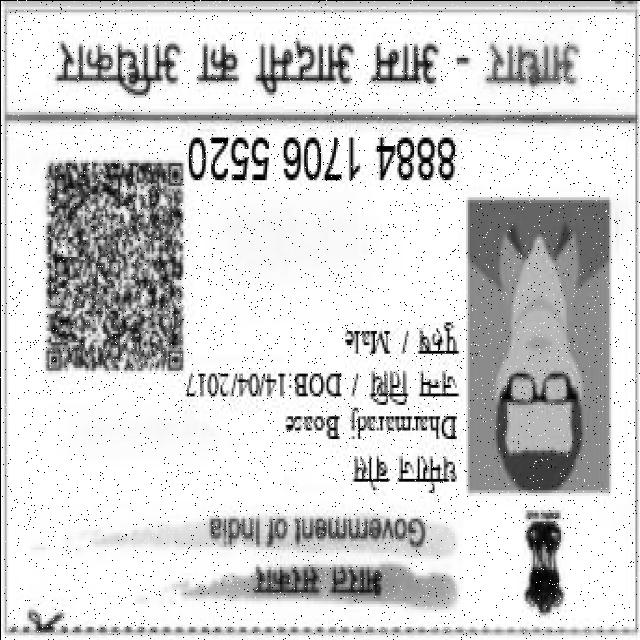 भारत सरकार
Government of India
धर्मराज बोस
Dharmaraj Boase
जन्म तिथि / DOB:14/04/2017
पुरुष / Male
8884 1706 5520
आधार - आम आदमी का अधिकार